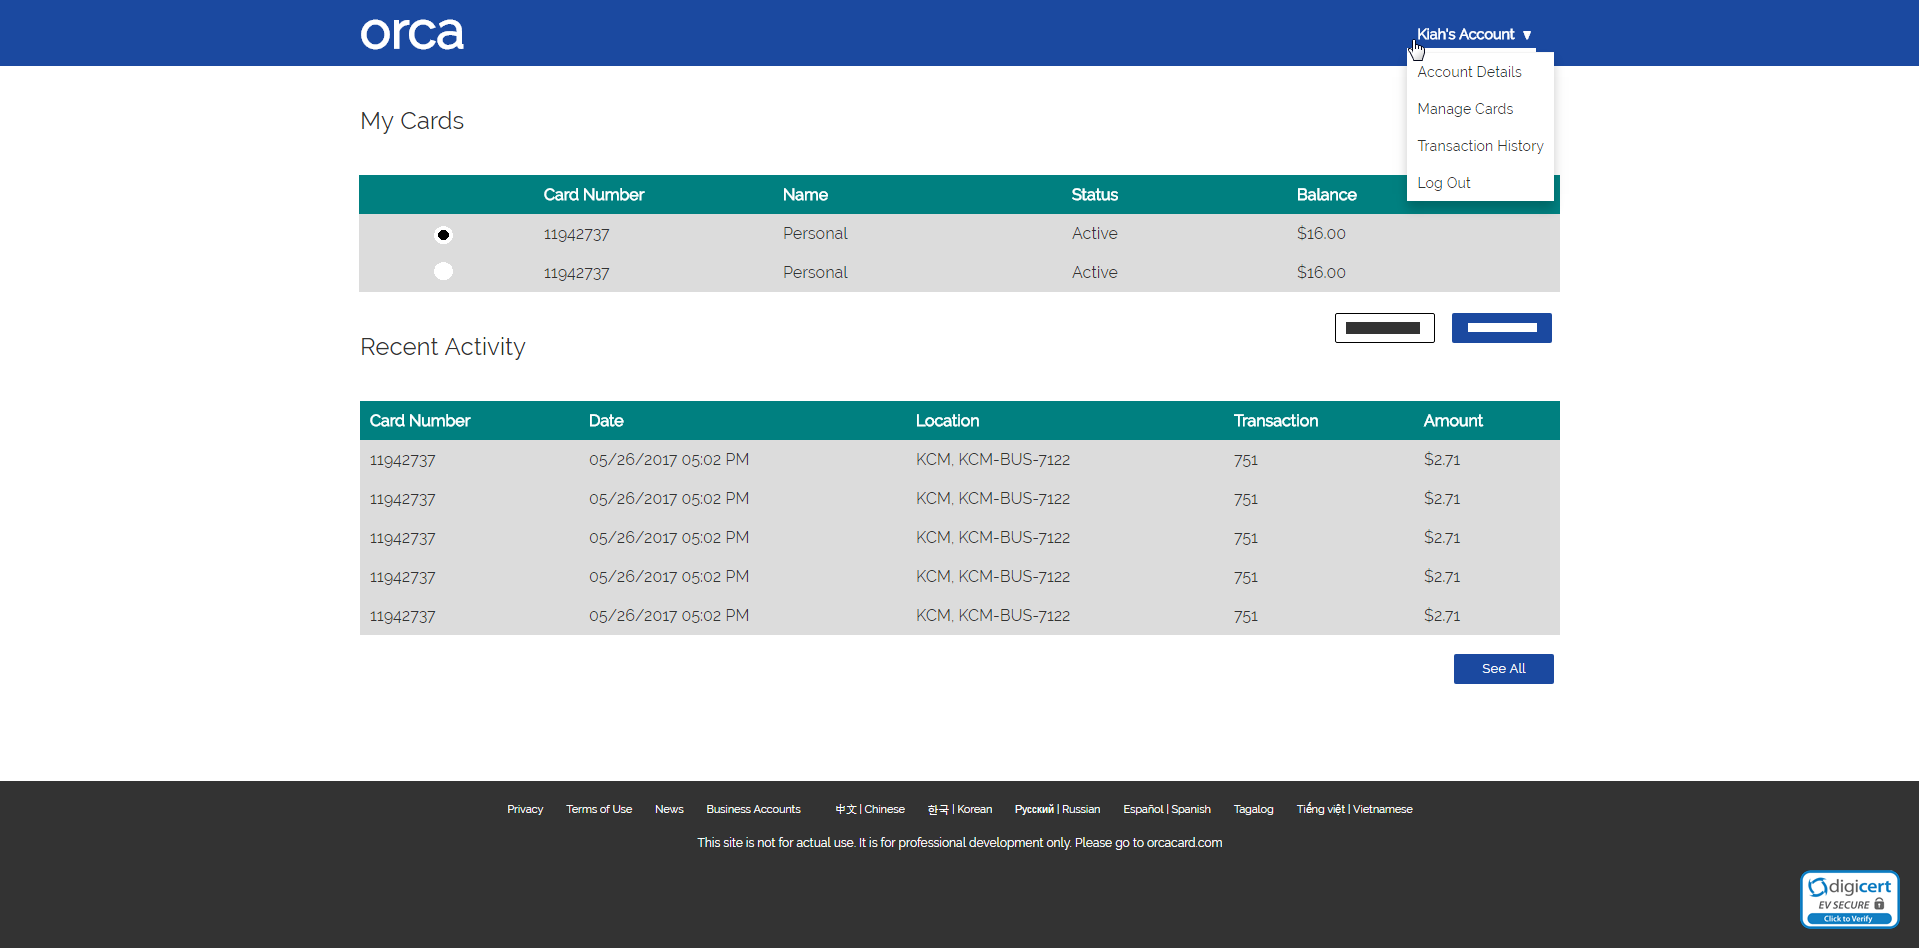 orca
Kiah's Account ▼
Account Details
Manage Cards
Transaction History
Log Out
My Cards
Card Number Name Status Balance
11942737 Personal Active $16.00
11942737 Personal Active $16.00
Recent Activity
Card Number Date Location Transaction Amount
11942737 05/26/2017 05:02 PM KCM, KCM-BUS-7122 751 $2.71
11942737 05/26/2017 05:02 PM KCM, KCM-BUS-7122 751 $2.71
11942737 05/26/2017 05:02 PM KCM, KCM-BUS-7122 751 $2.71
11942737 05/26/2017 05:02 PM KCM, KCM-BUS-7122 751 $2.71
11942737 05/26/2017 05:02 PM KCM, KCM-BUS-7122 751 $2.71
See All
Privacy Terms of Use News Business Accounts 中文 | Chinese 한국 | Korean Русский | Russian Español | Spanish Tagalog Tiếng việt | Vietnamese
This site is not for actual use. It is for professional development only. Please go to orcacard.com
digicert
EV SECURE
Click to Verify